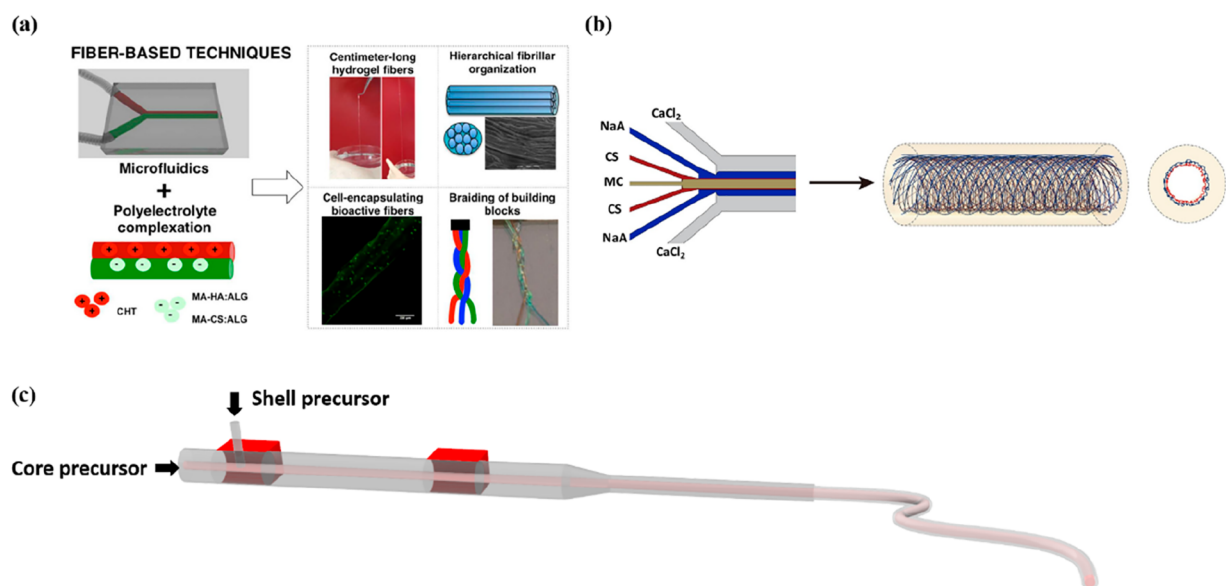 (a)
FIBER-BASED TECHNIQUES
Microfluidics
+
Polyelectrolyte
complexation
+ + + + +
- - - -
+ + +
CHT
- - -
MA-HA:ALG
MA-CS:ALG
Centimeter-long
hydrogel fibers
Hierarchical fibrillar
organization
Cell-encapsulating
bioactive fibers
Braiding of building
blocks
(b)
CaCl2
NaA
CS
MC
CS
NaA
CaCl2
(c)
Shell precursor
Core precursor